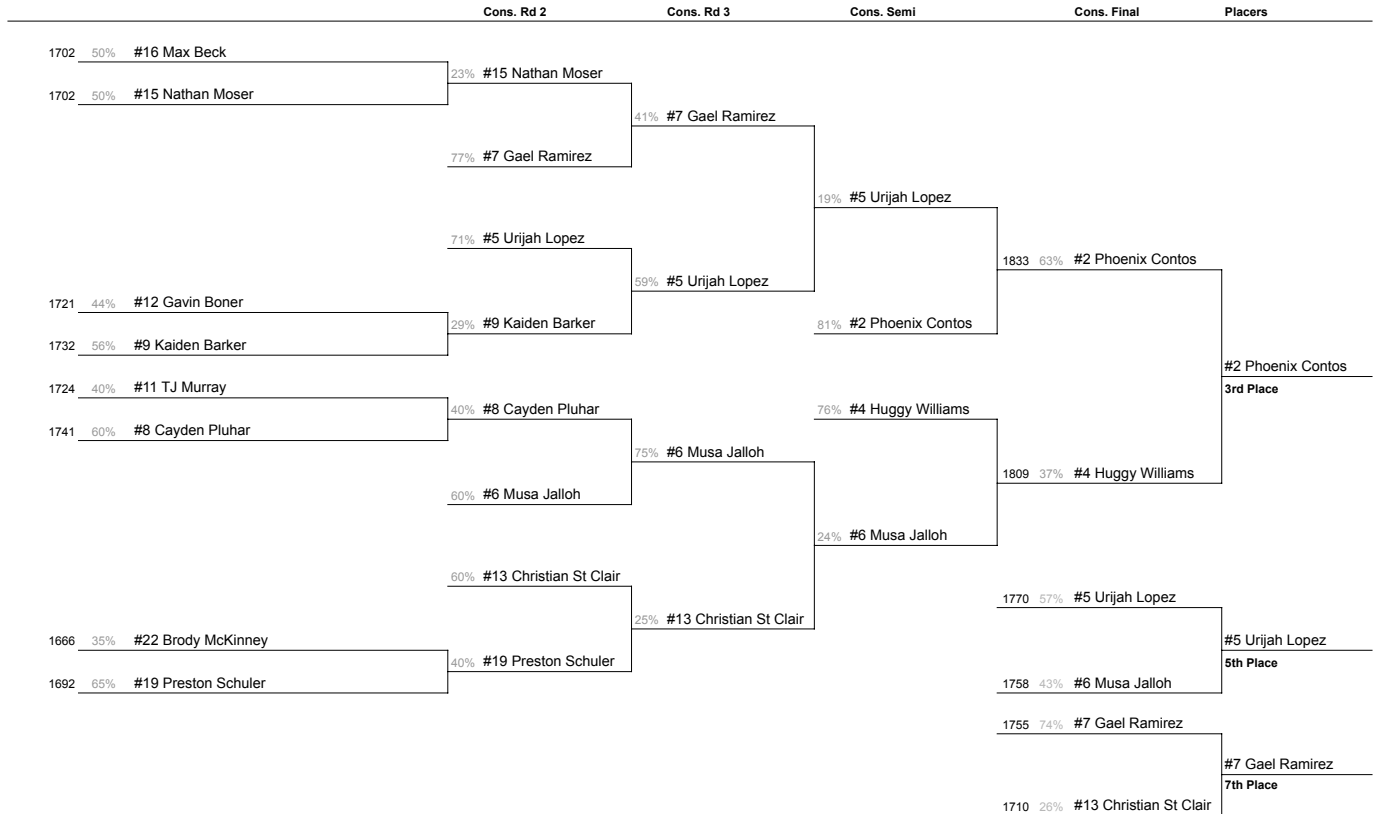 Cons. Rd 2 Cons. Rd 3 Cons. Semi Cons. Final Placers
1702 50% #16 Max Beck
23% #15 Nathan Moser
1702 50% #15 Nathan Moser
41% #7 Gael Ramirez
77% #7 Gael Ramirez
19% #5 Urijah Lopez
71% #5 Urijah Lopez
1833 63% #2 Phoenix Contos
59% #5 Urijah Lopez
1721 44% #12 Gavin Boner
29% #9 Kaiden Barker
81% #2 Phoenix Contos
1732 56% #9 Kaiden Barker
#2 Phoenix Contos
1724 40% #11 TJ Murray
3rd Place
40% #8 Cayden Pluhar
76% #4 Huggy Williams
1741 60% #8 Cayden Pluhar
75% #6 Musa Jalloh
1809 37% #4 Huggy Williams
60% #6 Musa Jalloh
24% #6 Musa Jalloh
60% #13 Christian St Clair
1770 57% #5 Urijah Lopez
25% #13 Christian St Clair
1666 35% #22 Brody McKinney
#5 Urijah Lopez
40% #19 Preston Schuler
5th Place
1692 65% #19 Preston Schuler
1758 43% #6 Musa Jalloh
1755 74% #7 Gael Ramirez
#7 Gael Ramirez
7th Place
1710 26% #13 Christian St Clair